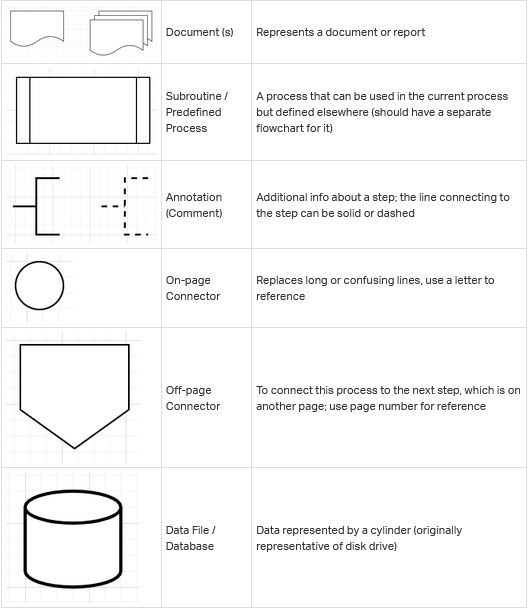 Document (s)
Represents a document or report
Subroutine /
Predefined
Process
A process that can be used in the current process
but defined elsewhere (should have a separate
flowchart for it)
Annotation
(Comment)
Additional info about a step; the line connecting to
the step can be solid or dashed
On-page
Connector
Replaces long or confusing lines, use a letter to
reference
Off-page
Connector
To connect this process to the next step, which is on
another page; use page number for reference
Data File /
Database
Data represented by a cylinder (originally
representative of disk drive)